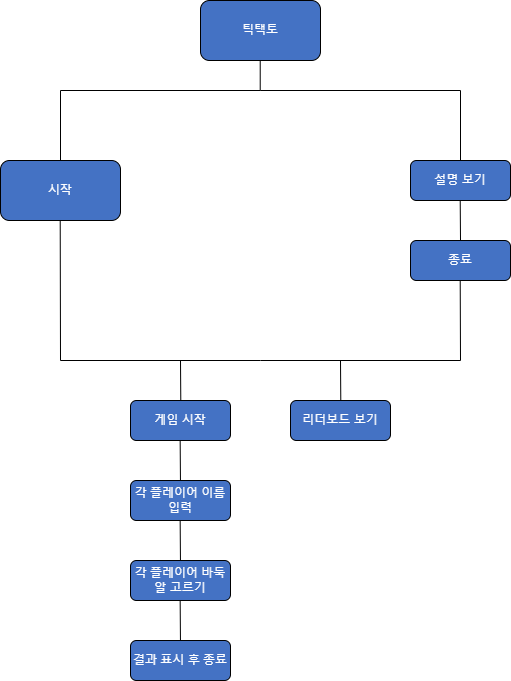 틱택토
시작
설명 보기
종료
게임 시작
리더보드 보기
각 플레이어 이름
입력
각 플레이어 바둑
알 고르기
결과 표시 후 종료